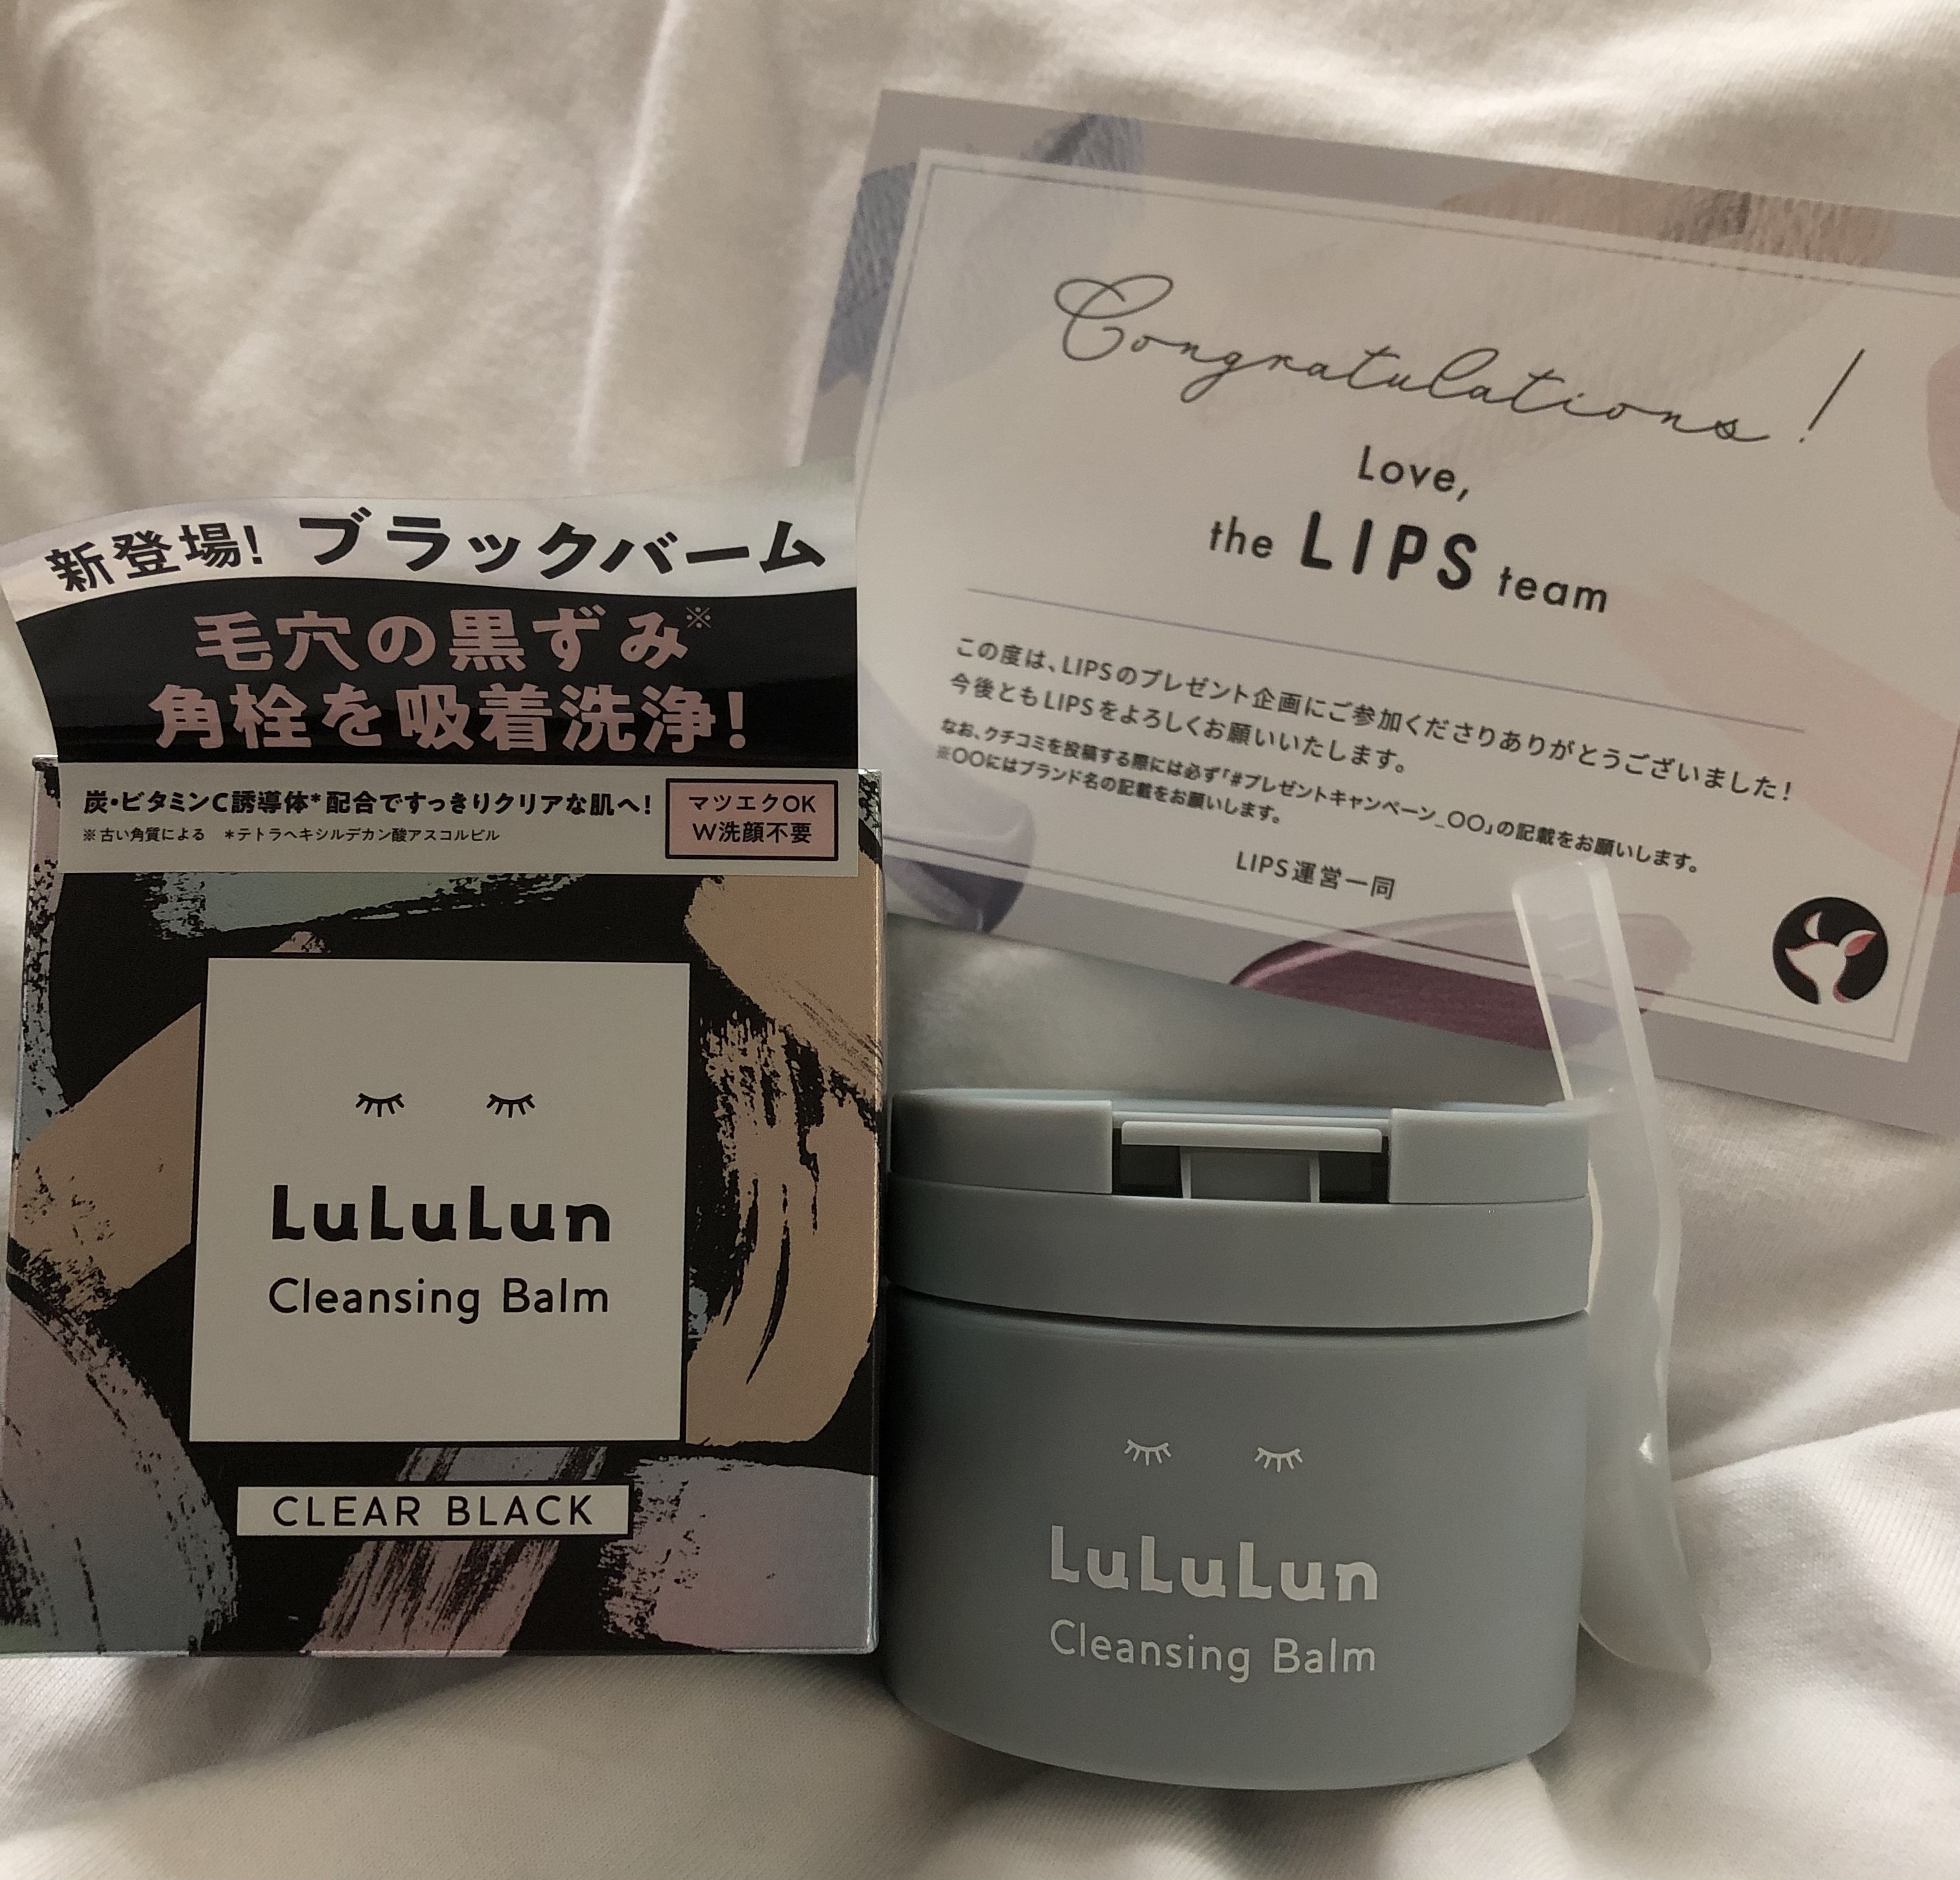 新登場! ブラックバーム
毛穴の黒ずみ※
角栓を吸着洗浄!
炭・ビタミンC誘導体*配合ですっきりクリアな肌へ!
※古い角質による *テトラヘキシルデカン酸アスコルビル
マツエクOK
W洗顔不要
LuLuLun
Cleansing Balm
CLEAR BLACK
Congratulations!
Love,
the LIPS team
この度は、LIPSのプレゼント企画にご参加くださりありがとうございました!
今後ともLIPSをよろしくお願いいたします。
なお、クチコミを投稿する際には必ず「#プレゼントキャンペーン_〇〇」の記載をお願いします。
※〇〇にはブランド名の記載をお願いします。
LIPS運営一同
LuLuLun
Cleansing Balm